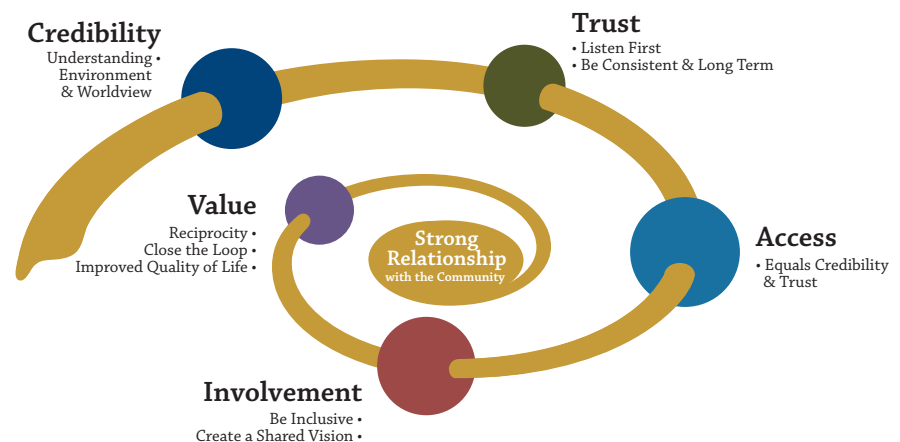 Credibility
Understanding •
Environment
& Worldview
Trust
• Listen First
• Be Consistent & Long Term
Access
• Equals Credibility
& Trust
Involvement
Be Inclusive •
Create a Shared Vision •
Value
Reciprocity •
Close the Loop •
Improved Quality of Life •
Strong
Relationship
with the Community